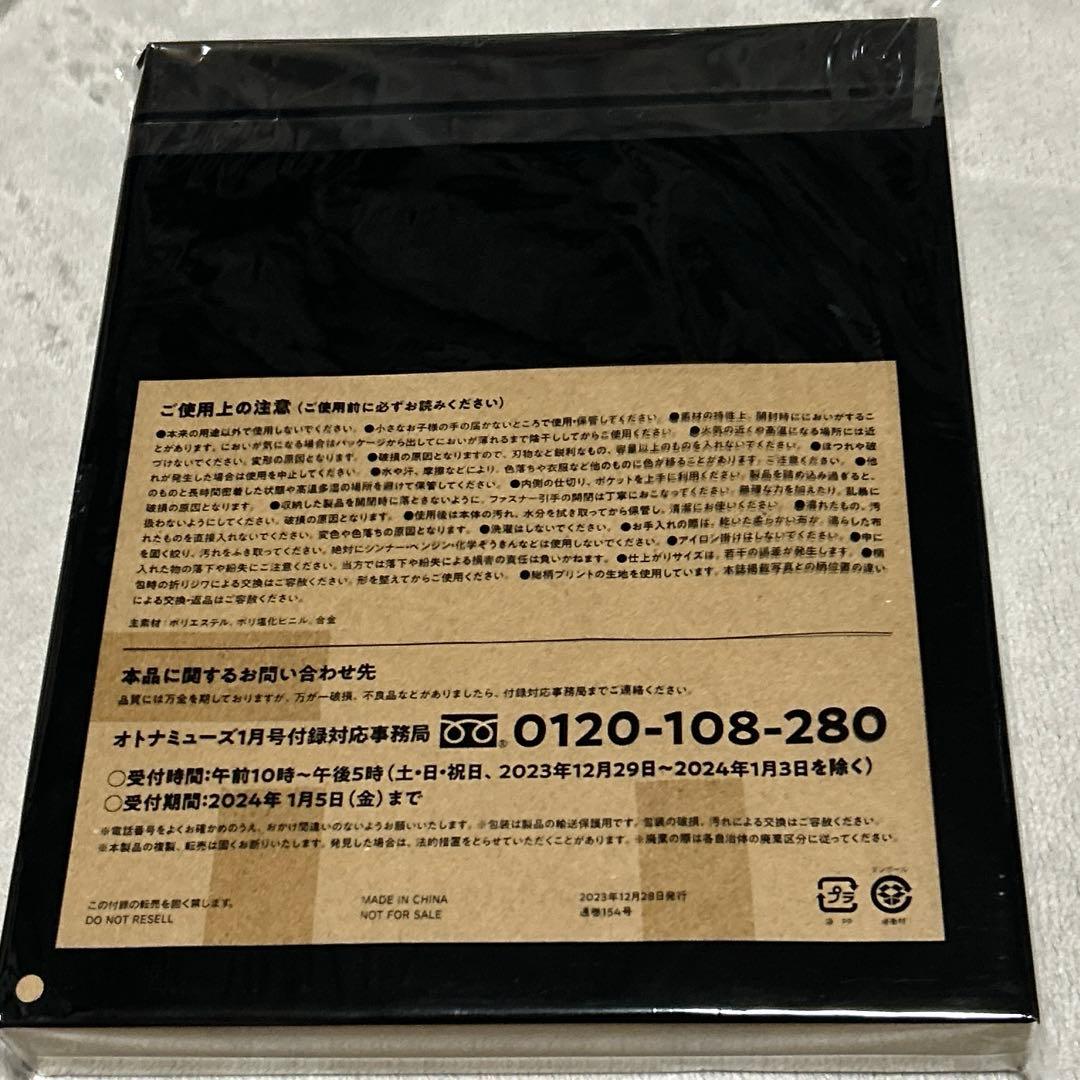 ご使用上の注意(ご使用前に必ずお読みください)
●本来の用途以外で使用しないでください。●小さなお子様の手の届かないところで使用・保管してください。●素材の特性上、開封時ににおいがするこ
とがあります。においが気になる場合はパッケージから出してにおいが薄れるまで陰干ししてからご使用ください。●火気の近くや高温になる場所には近
づけないでください。変形の原因となります。●破損の原因となりますので、刃物など鋭利なもの、容量以上のものを入れないでください。●ほつれや破
れが発生した場合は使用を中止してください。●水や汗、摩擦などにより、色落ちや衣服など他のものに色が移ることがあります。ご注意ください。●他
のものと長時間密着した状態や高温多湿の場所を避けて保管してください。●内側の仕切り、ポケットを上手に利用ください。製品を詰め込み過ぎると、
破損の原因となります。●収納した製品を開閉時に落とさないように、ファスナー引手の開閉は丁寧におこなってください。無理な力を加えたり、乱暴に
扱わないようにしてください。破損の原因となります。●使用後は本体の汚れ、水分を拭き取ってから保管し、清潔にお使いください。●濡れたもの、汚
れたものを直接入れないでください。変色や色落ちの原因となります。●洗濯はしないでください。●お手入れの際は、乾いた柔らかい布か、濡らした布
を固く絞り、汚れをふき取ってください。絶対にシンナー・ベンジン・化学ぞうきんなどは使用しないでください。●アイロン掛けはしないでください。●中に
入れた物の落下や紛失にご注意ください。当方では落下や紛失による損害の責任は負いかねます。●仕上がりサイズは、若干の誤差が発生します。●梱
包時の折りジワによる交換はご容赦ください。形を整えてからご使用ください。●総柄プリントの生地を使用しています。本誌掲載写真との柄位置の違い
による交換・返品はご容赦ください。
主素材:ポリエステル、ポリ塩化ビニル、合金
本品に関するお問い合わせ先
品質には万全を期しておりますが、万が一破損、不良品などがありましたら、付録対応事務局までご連絡ください。
オトナミューズ1月号付録対応事務局 ® 0120-108-280
○受付時間:午前10時〜午後5時(土・日・祝日、2023年12月29日〜2024年1月3日を除く)
○受付期間:2024年1月5日(金)まで
※電話番号をよくお確かめのうえ、おかけ間違いのないようお願いいたします。※包装は製品の輸送保護用です。包装の破損、汚れによる交換はご容赦ください。
※本製品の複製、転売は固くお断りいたします。発見した場合は、法的措置をとらせていただくことがあります。※廃棄の際は各自治体の廃棄区分に従ってください。
この付録の転売を固く禁じます。
DO NOT RESELL
MADE IN CHINA
NOT FOR SALE
2023年12月28日発行
通巻154号
プラ
袋 PP
ダンボール
緩衝材